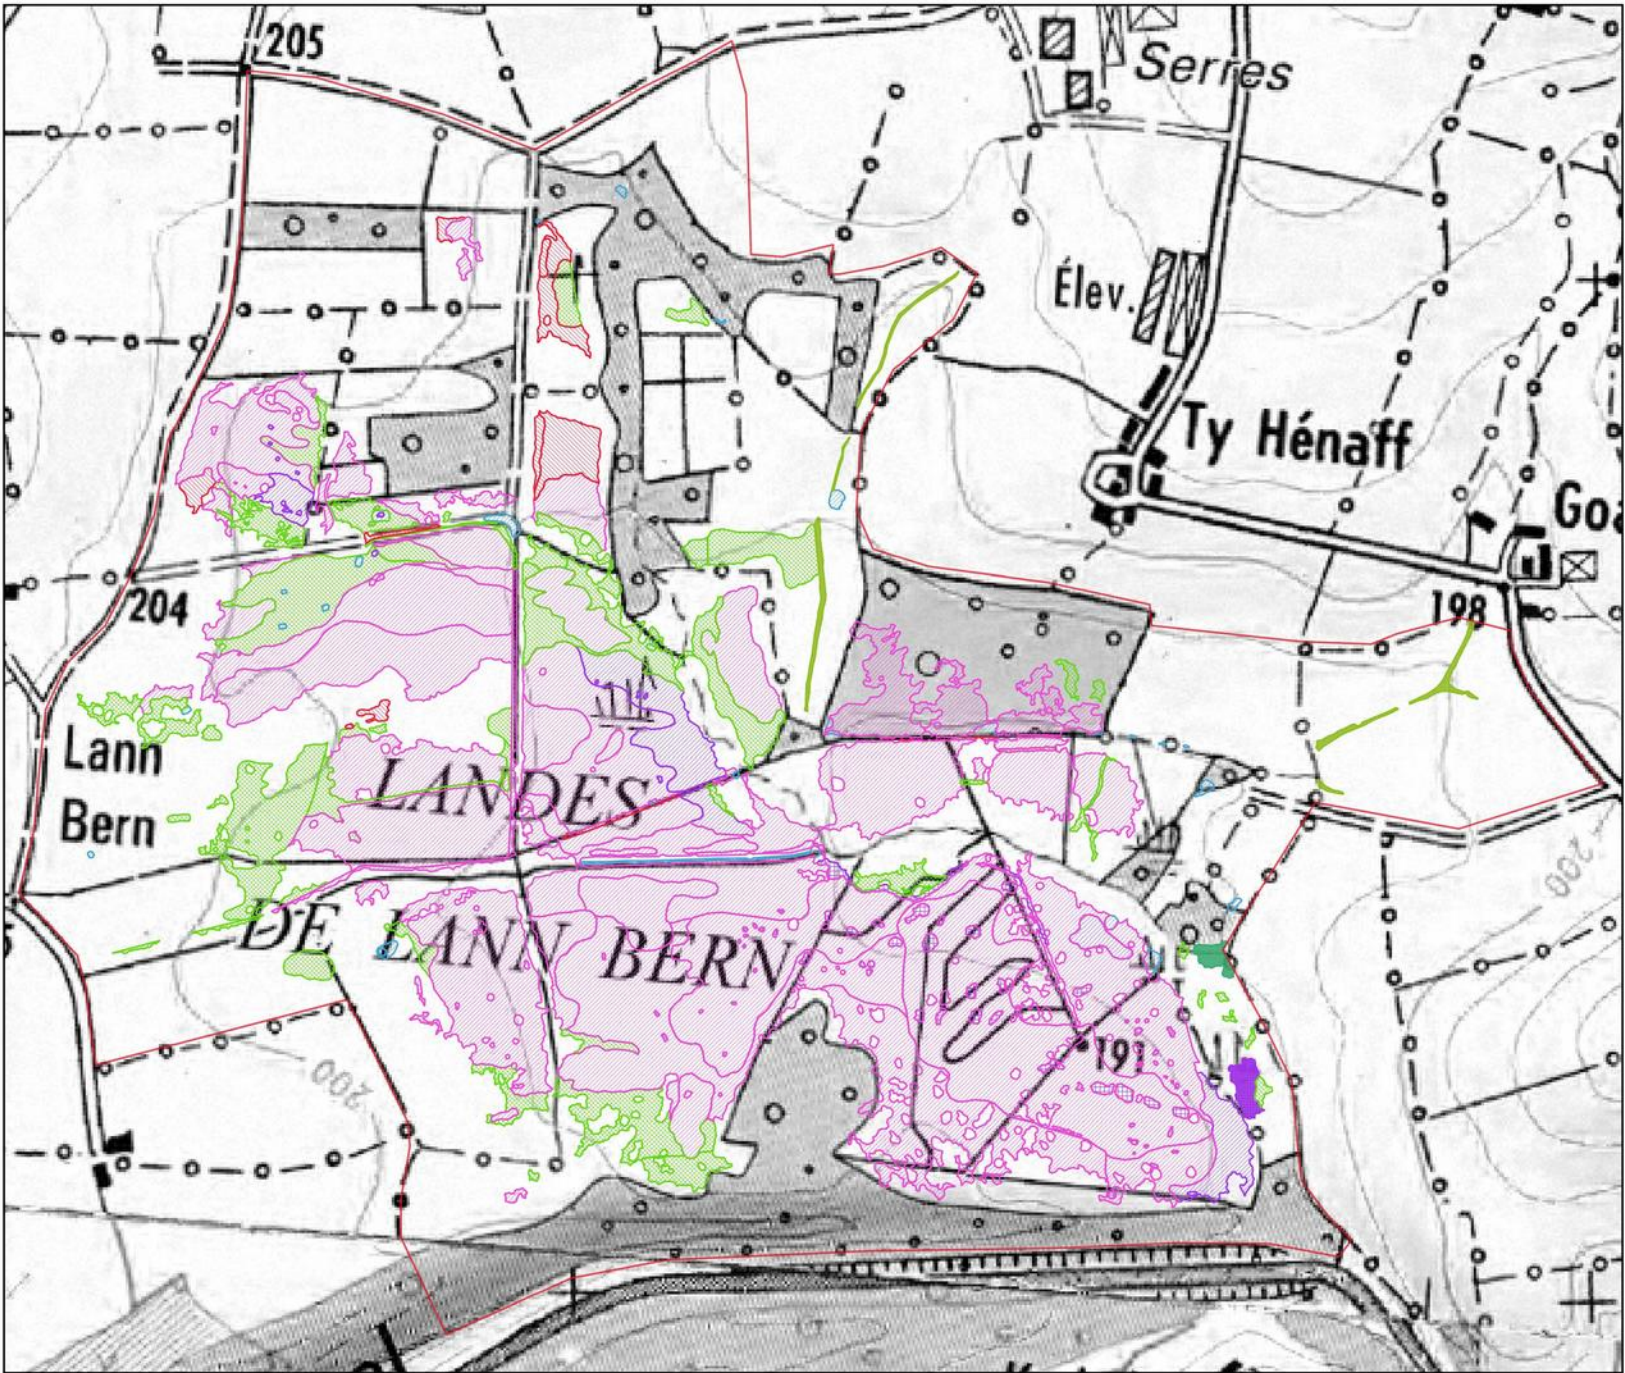 205
Serres
Élev.
Ty Hénaff
Goa
204
198
Lann
Bern
LANDES
DE LANN BERN
200
191
200